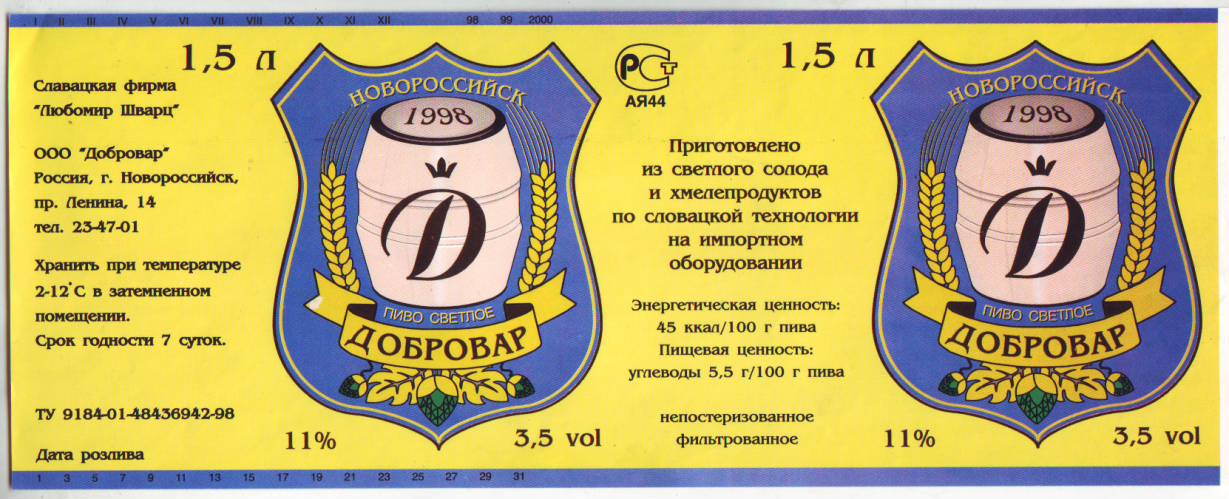 I II III IV V VI VII VIII IX X XI XII 98 99 2000
1,5 л
Славацкая фирма
"Любомир Шварц"
ООО "Добровар"
Россия, г. Новороссийск,
пр. Ленина, 14
тел. 23-47-01
Хранить при температуре
2-12°С в затемненном
помещении.
Срок годности 7 суток.
ТУ 9184-01-48436942-98
Дата розлива
НОВОРОССИЙСК
1998
Д
ПИВО СВЕТЛОЕ
ДОБРОВАР
11%
3,5 vol
РСТ
АЯ44
Приготовлено
из светлого солода
и хмелепродуктов
по словацкой технологии
на импортном
оборудовании
Энергетическая ценность:
45 ккал/100 г пива
Пищевая ценность:
углеводы 5,5 г/100 г пива
непостеризованное
фильтрованное
1,5 л
НОВОРОССИЙСК
1998
Д
ПИВО СВЕТЛОЕ
ДОБРОВАР
11%
3,5 vol
1 3 5 7 9 11 13 15 17 19 21 23 25 27 29 31